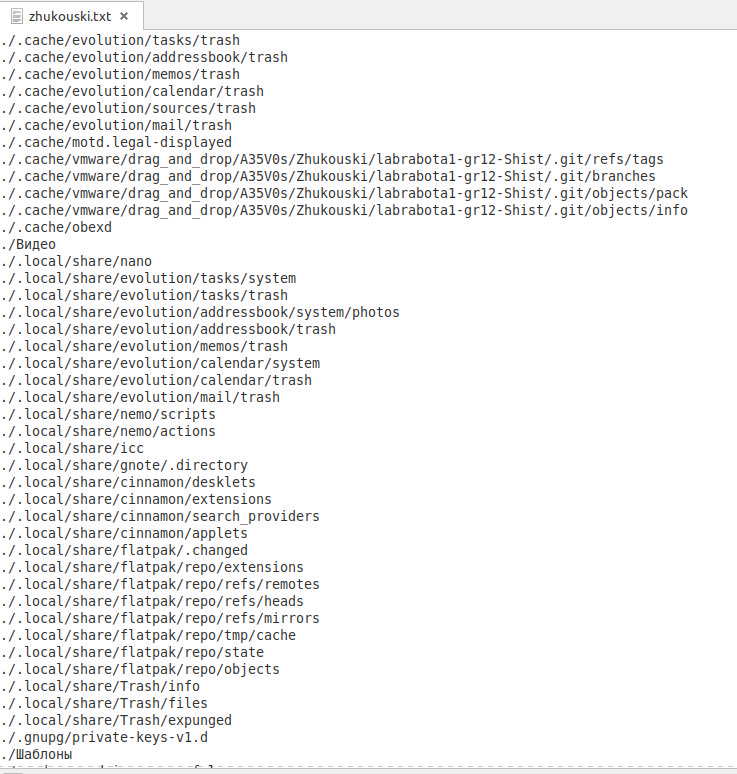 zhukouski.txt ×
./.cache/evolution/tasks/trash
./.cache/evolution/addressbook/trash
./.cache/evolution/memos/trash
./.cache/evolution/calendar/trash
./.cache/evolution/sources/trash
./.cache/evolution/mail/trash
./.cache/motd.legal-displayed
./.cache/vmware/drag_and_drop/A35V0s/Zhukouski/labrabota1-gr12-Shist/.git/refs/tags
./.cache/vmware/drag_and_drop/A35V0s/Zhukouski/labrabota1-gr12-Shist/.git/branches
./.cache/vmware/drag_and_drop/A35V0s/Zhukouski/labrabota1-gr12-Shist/.git/objects/pack
./.cache/vmware/drag_and_drop/A35V0s/Zhukouski/labrabota1-gr12-Shist/.git/objects/info
./.cache/obexd
./Видео
./.local/share/nano
./.local/share/evolution/tasks/system
./.local/share/evolution/tasks/trash
./.local/share/evolution/addressbook/system/photos
./.local/share/evolution/addressbook/trash
./.local/share/evolution/memos/trash
./.local/share/evolution/calendar/system
./.local/share/evolution/calendar/trash
./.local/share/evolution/mail/trash
./.local/share/nemo/scripts
./.local/share/nemo/actions
./.local/share/icc
./.local/share/gnote/.directory
./.local/share/cinnamon/desklets
./.local/share/cinnamon/extensions
./.local/share/cinnamon/search_providers
./.local/share/cinnamon/applets
./.local/share/flatpak/.changed
./.local/share/flatpak/repo/extensions
./.local/share/flatpak/repo/refs/remotes
./.local/share/flatpak/repo/refs/heads
./.local/share/flatpak/repo/refs/mirrors
./.local/share/flatpak/repo/tmp/cache
./.local/share/flatpak/repo/state
./.local/share/flatpak/repo/objects
./.local/share/Trash/info
./.local/share/Trash/files
./.local/share/Trash/expunged
./.gnupg/private-keys-v1.d
./Шаблоны